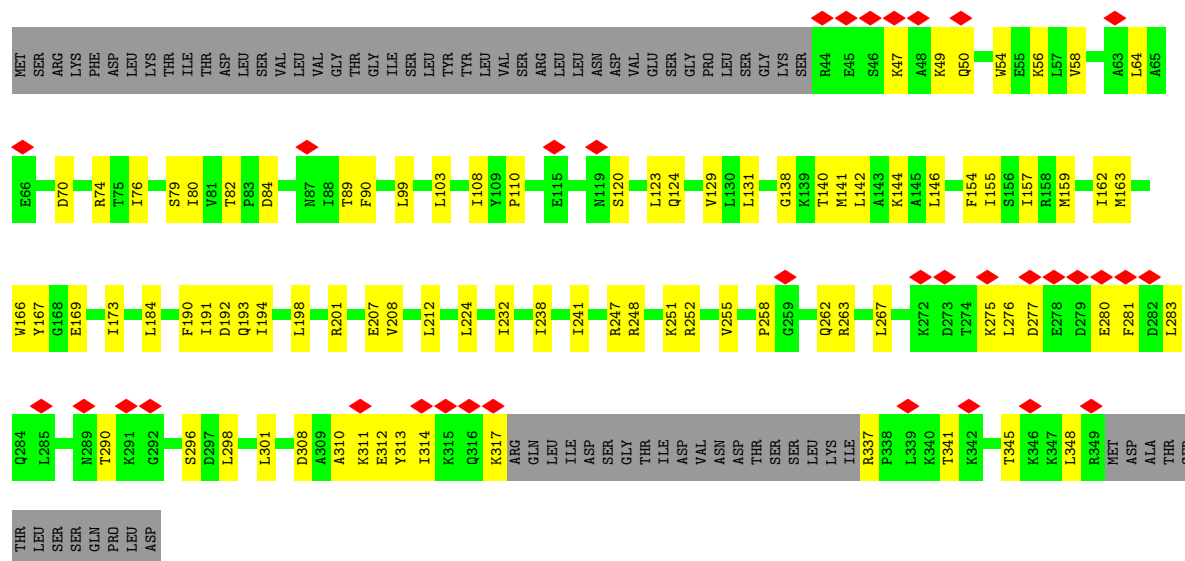 MET SER ARG LYS PHE ASP LEU LYS THR ILE THR ASP LEU SER VAL LEU VAL GLY THR GLY ILE SER LEU TYR TYR LEU VAL SER ARG LEU LEU ASN ASP VAL GLU SER GLY PRO LEU SER GLY LYS SER R44 E45 S46 K47 A48 K49 Q50 W54 E55 K56 L57 V58 A63 L64 A65
E66 D70 R74 T75 I76 S79 I80 V81 T82 P83 D84 N87 I88 T89 F90 L99 L103 I108 Y109 P110 E115 N119 S120 L123 Q124 V129 L130 L131 G138 K139 T140 M141 L142 A143 K144 A145 L146 F154 I155 S156 I157 R158 M159 I162 M163
W166 Y167 G168 E169 I173 L184 F190 I191 D192 Q193 I194 L198 R201 E207 V208 L212 L224 I232 I238 I241 R247 R248 K251 R252 V255 P258 G259 Q262 R263 L267 K272 D273 T274 K275 L276 D277 E278 D279 E280 F281 D282 L283
Q284 L285 N289 T290 K291 G292 S296 D297 L298 L301 D308 A309 A310 K311 E312 Y313 I314 K315 Q316 K317 ARG GLN LEU ILE ASP SER GLY THR ILE ASP VAL ASN ASP THR SER SER LEU LYS ILE R337 P338 L339 K340 T341 K342 T345 K346 K347 L348 R349 MET ASP ALA THR
THR LEU SER SER GLN PRO LEU ASP